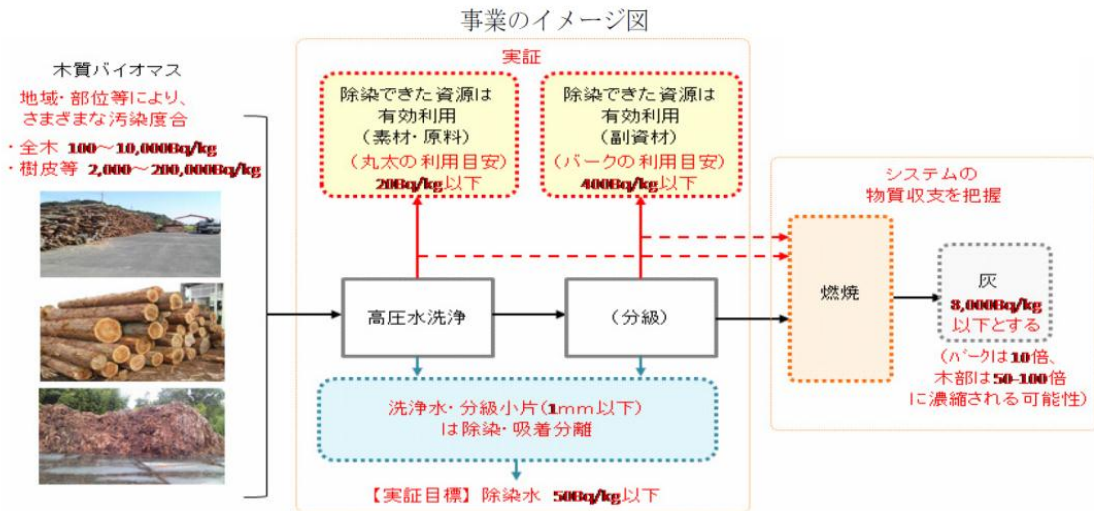 事業のイメージ図
木質バイオマス
地域・部位等により、
さまざまな汚染度合
・全木 100～10,000Bq/kg
・樹皮等 2,000～200,000Bq/kg
実証
除染できた資源は
有効利用
(素材・原料)
(丸太の利用目安)
20Bq/kg以下
除染できた資源は
有効利用
(副資材)
(バークの利用目安)
400Bq/kg以下
高圧水洗浄
(分級)
洗浄水・分級小片(1mm以下)
は除染・吸着分離
【実証目標】除染水 50Bq/kg以下
システムの
物質収支を把握
燃焼
灰
8,000Bq/kg
以下とする
(バークは10倍、
木部は50-100倍
に濃縮される可能性)